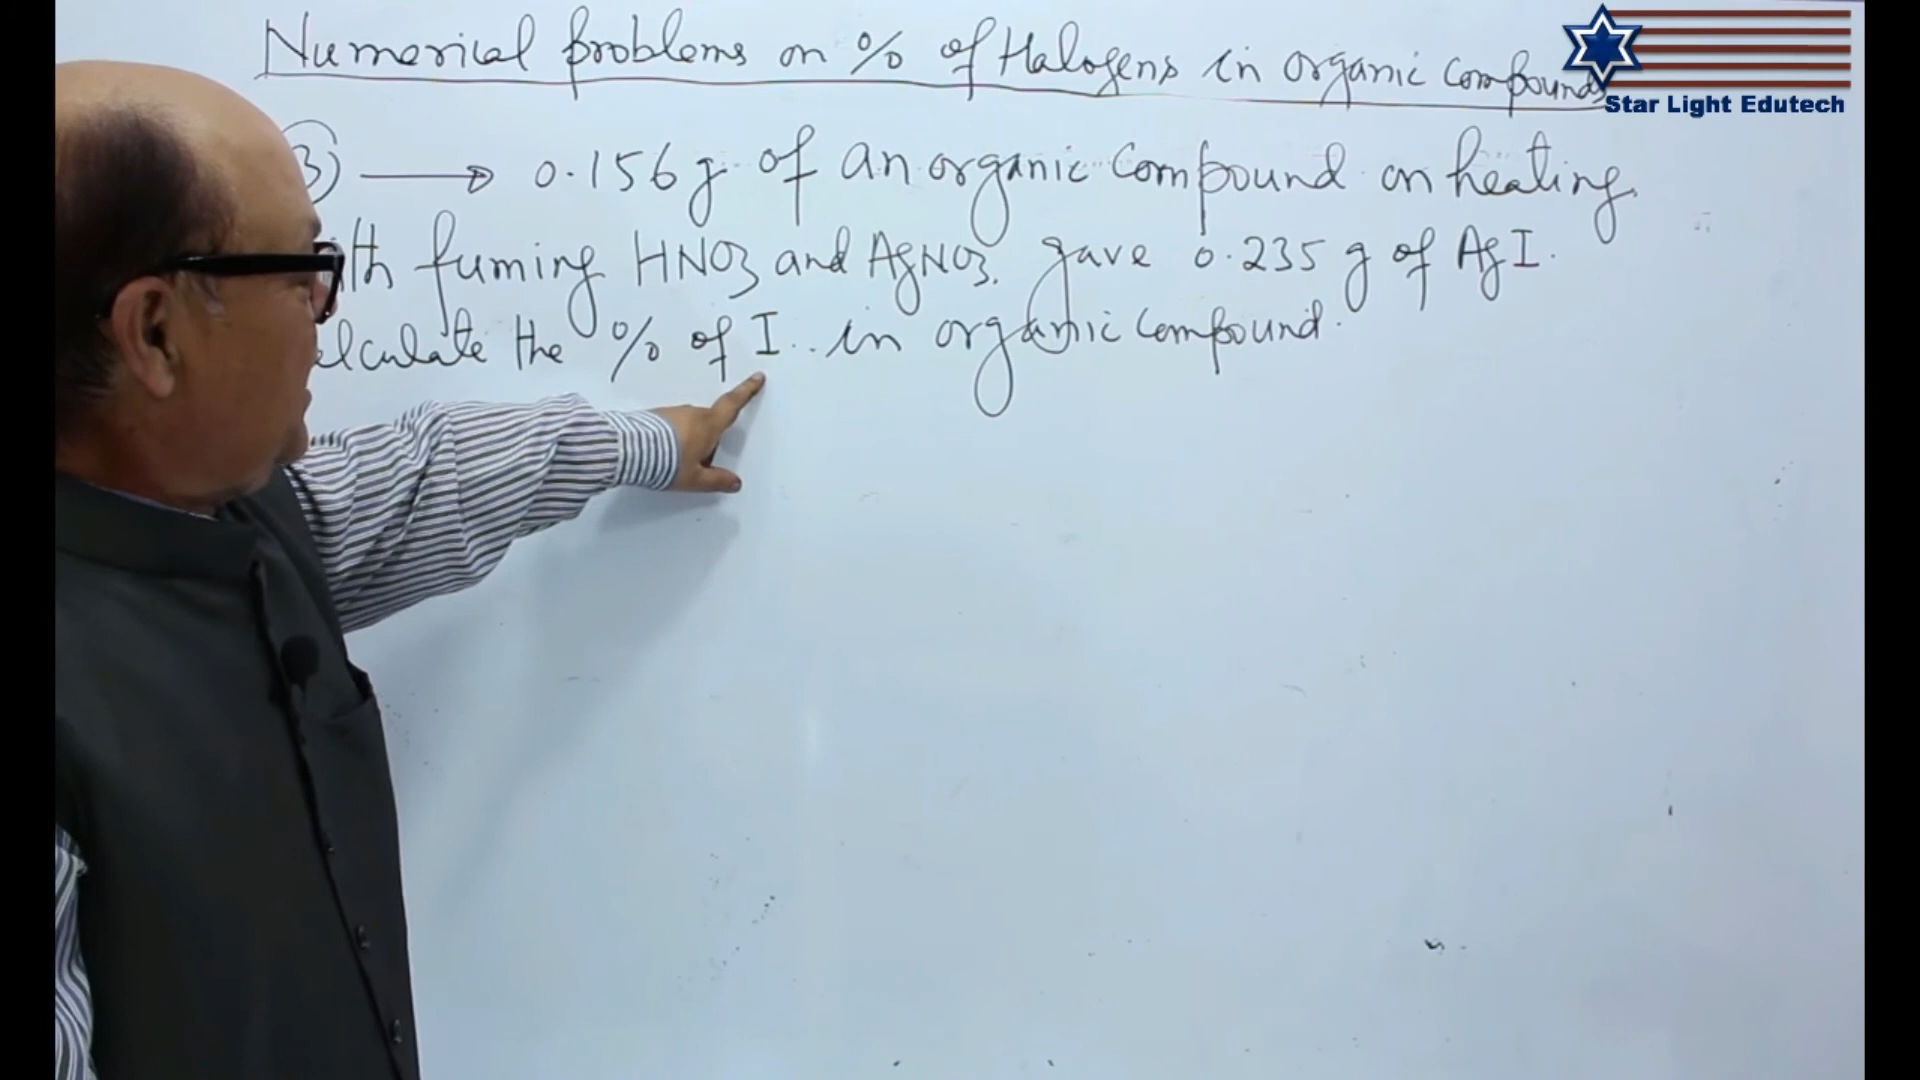 Numerical problems on % of Halogens in organic compounds
Star Light Edutech
3) → 0.156 g of an organic compound on heating
fuming HNO3 and AgNO3. gave 0.235 g of AgI.
the % of I.. in organic compound.